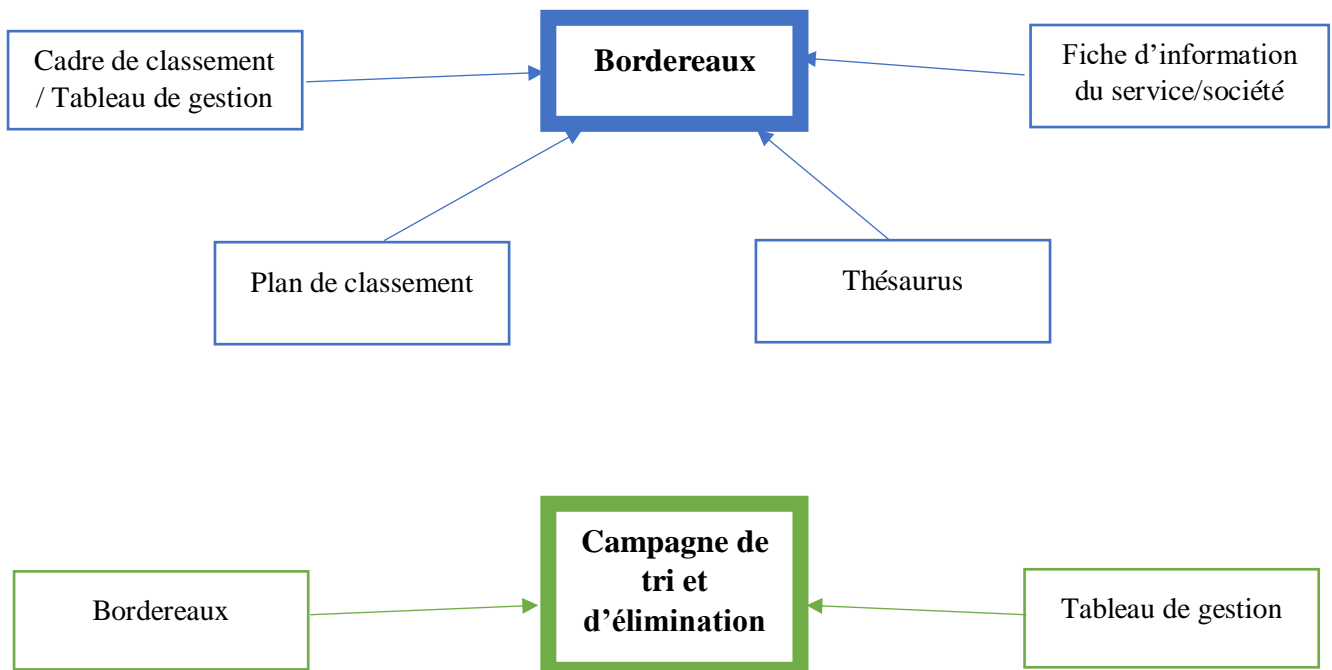 Cadre de classement
/ Tableau de gestion
Bordereaux
Fiche d’information
du service/société
Plan de classement
Thésaurus
Bordereaux
Campagne de
tri et
d’élimination
Tableau de gestion